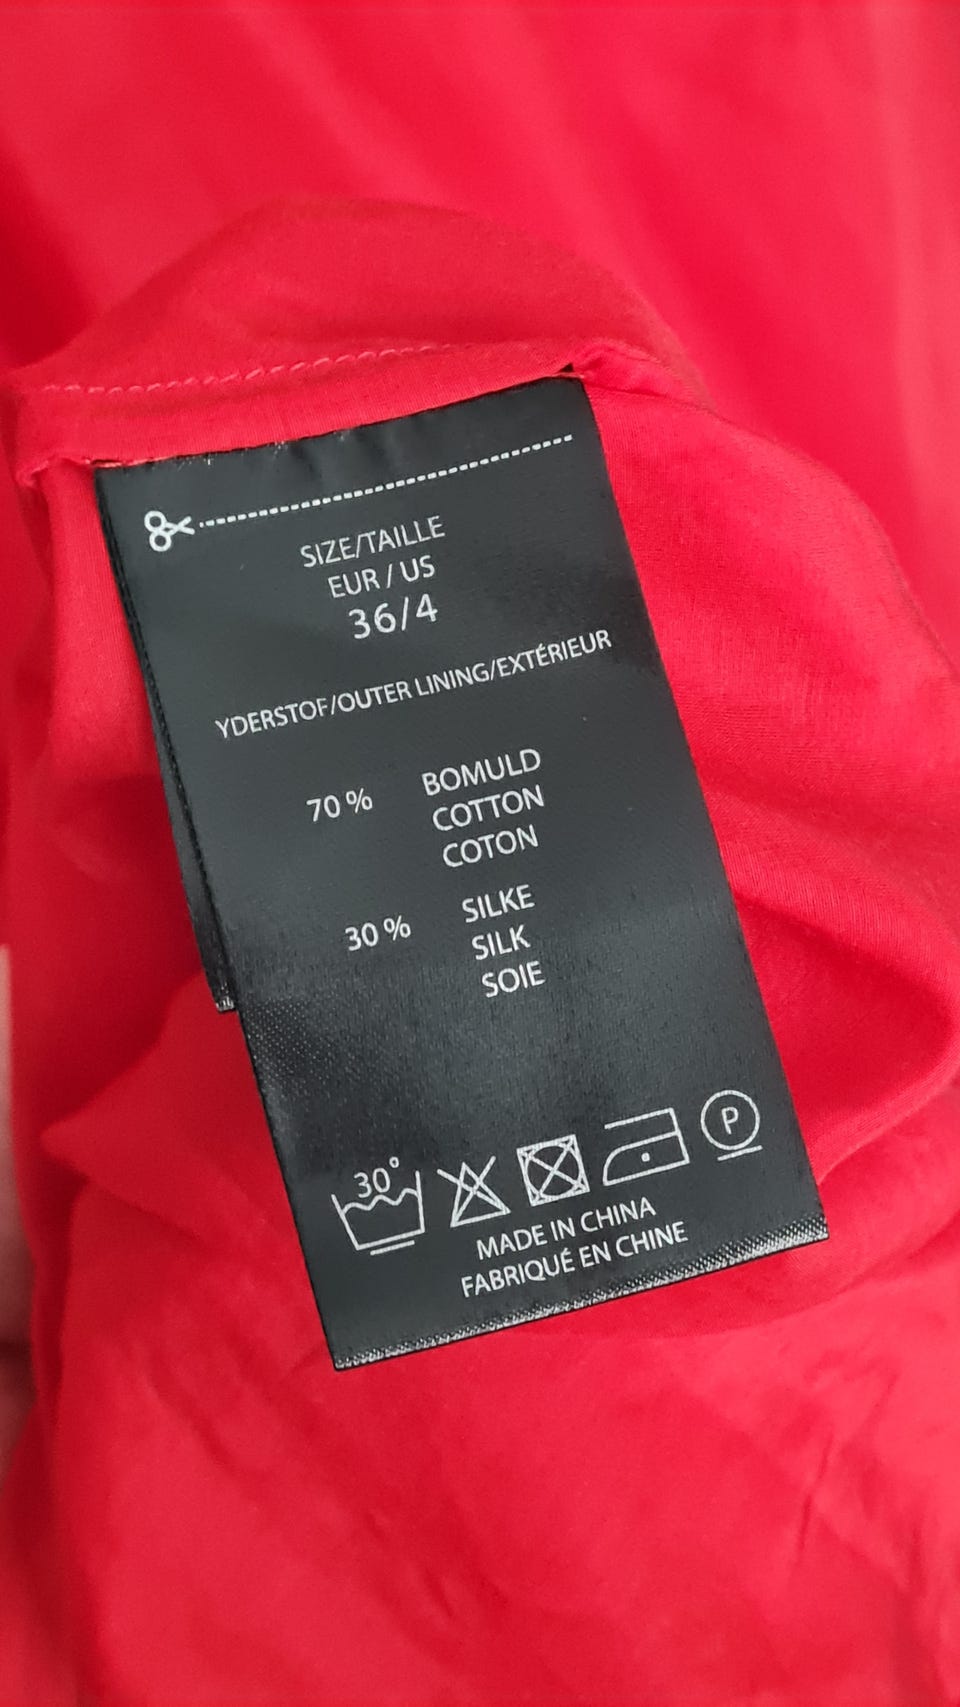 SIZE/TAILLE
EUR / US
36/4
YDERSTOF/OUTER LINING/EXTÉRIEUR
70 % BOMULD
COTTON
COTON
30 % SILKE
SILK
SOIE
30° P
MADE IN CHINA
FABRIQUÉ EN CHINE